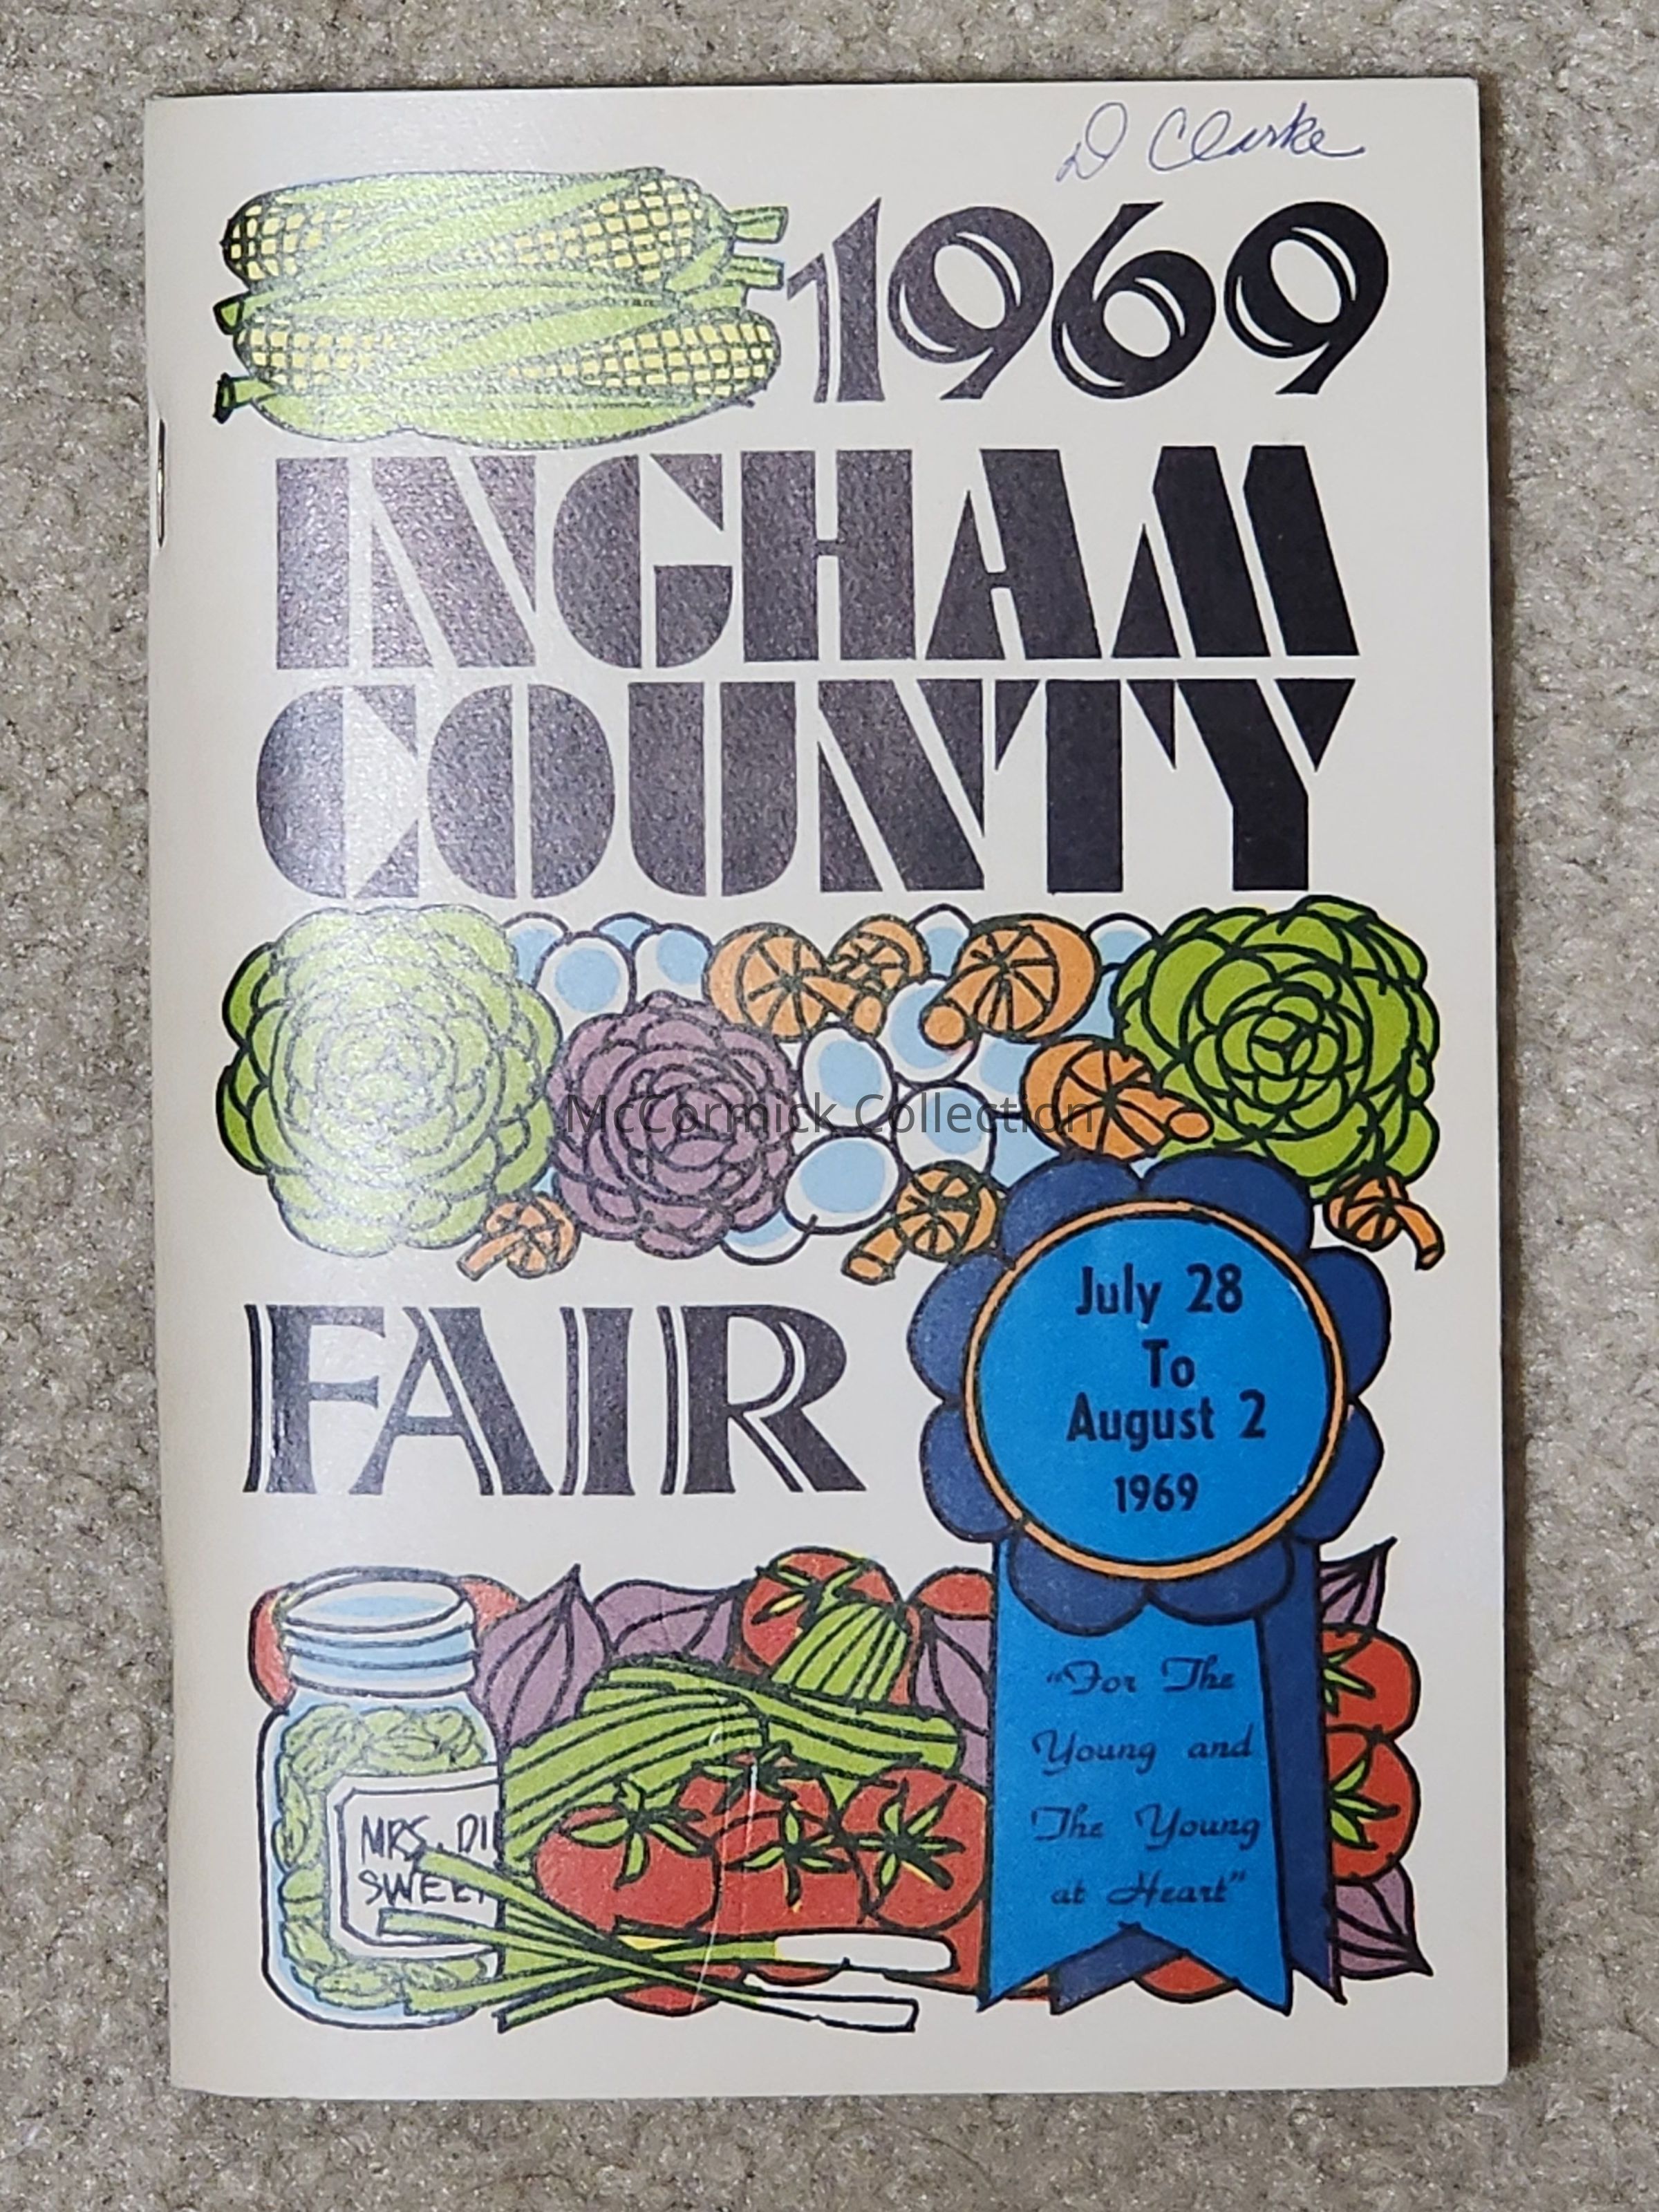 D Clarke
1969
INGHAM
COUNTY
McCormick Collection
FAIR
July 28
To
August 2
1969
"For The
Young and
The Young
at Heart"
MRS. DI
SWEE